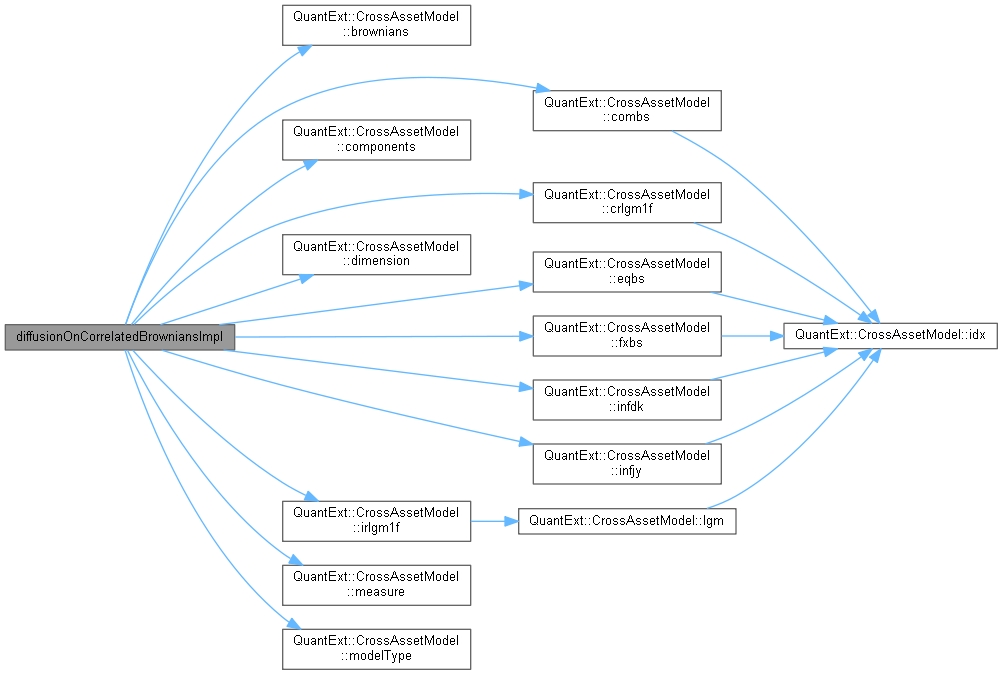 QuantExt::CrossAssetModel
::brownians
QuantExt::CrossAssetModel
::combs
QuantExt::CrossAssetModel
::components
QuantExt::CrossAssetModel
::crlgm1f
QuantExt::CrossAssetModel
::dimension
QuantExt::CrossAssetModel
::eqbs
diffusionOnCorrelatedBrowniansImpl
QuantExt::CrossAssetModel
::fxbs
QuantExt::CrossAssetModel::idx
QuantExt::CrossAssetModel
::infdk
QuantExt::CrossAssetModel
::infjy
QuantExt::CrossAssetModel
::irlgm1f
QuantExt::CrossAssetModel::lgm
QuantExt::CrossAssetModel
::measure
QuantExt::CrossAssetModel
::modelType